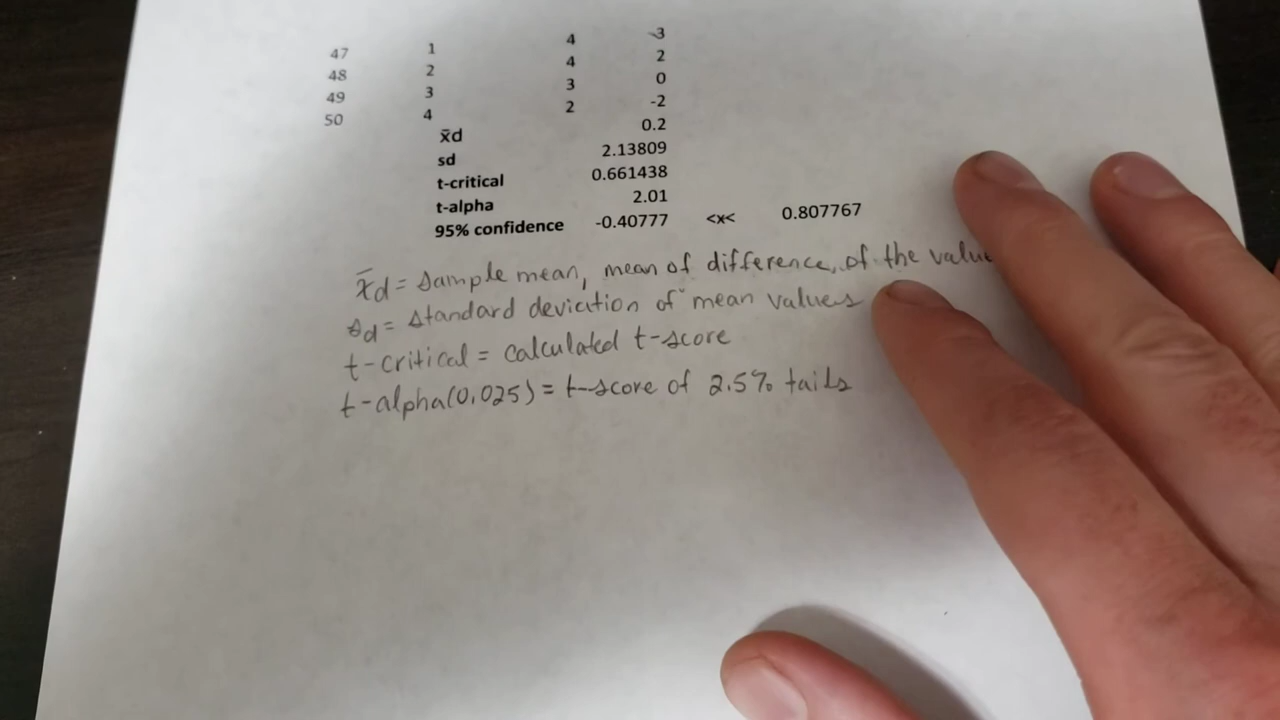 47 1 4 -3
48 2 4 2
49 3 3 0
50 4 2 -2
x̄d 0.2
sd 2.13809
t-critical 0.661438
t-alpha 2.01
95% confidence -0.40777 <x< 0.807767
x̄d = sample mean, mean of difference, of the
sd = standard deviation of mean values
t-critical = calculated t-score
t-alpha(0.025) = t-score of 2.5% tails